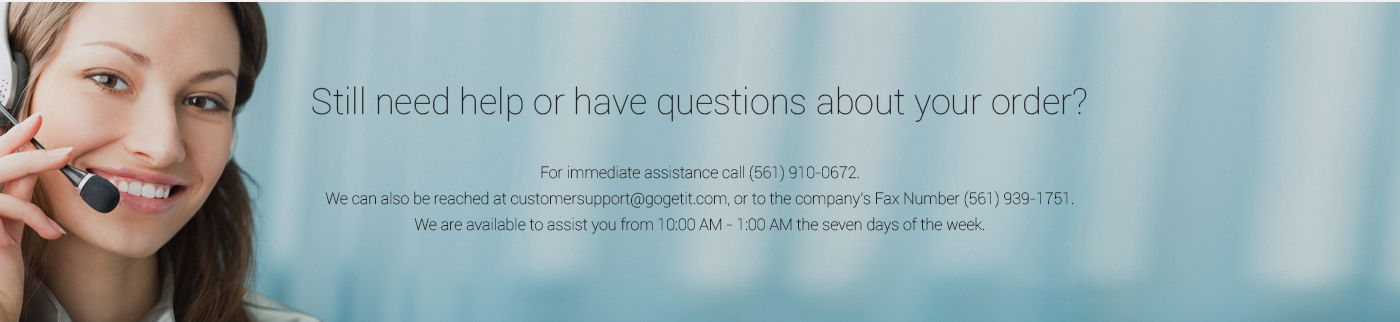 Still need help or have questions about your order?
For immediate assistance call (561) 910-0672.
We can also be reached at customersupport@gogetit.com, or to the company's Fax Number (561) 939-1751.
We are available to assist you from 10:00 AM - 1:00 AM the seven days of the week.